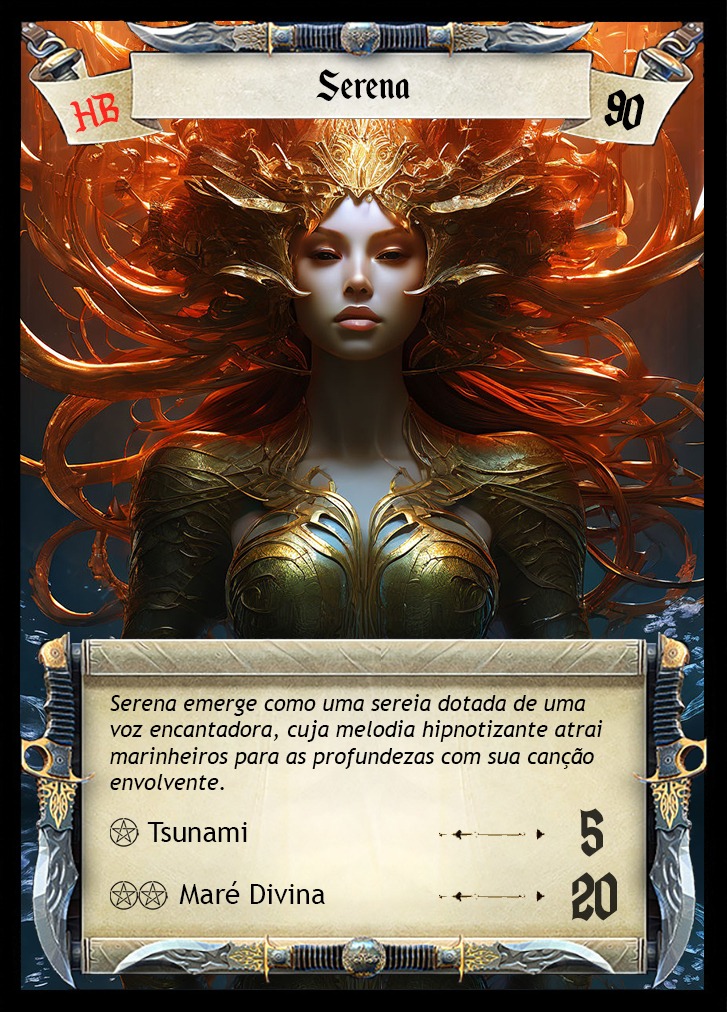 Serena
HB
90
Serena emerge como uma sereia dotada de uma
voz encantadora, cuja melodia hipnotizante atrai
marinheiros para as profundezas com sua canção
envolvente.
Tsunami 5
Maré Divina 20